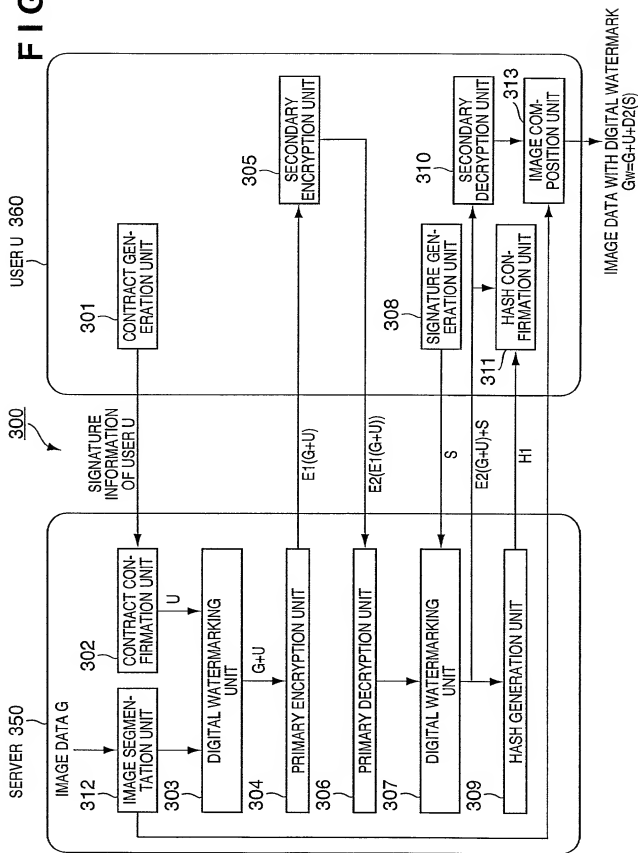 FIG
300
SERVER 350
USER U 360
IMAGE DATA G
312
IMAGE SEGMEN-
TATION UNIT
302
CONTRACT CON-
FIRMATION UNIT
SIGNATURE
INFORMATION
OF USER U
301
CONTRACT GEN-
ERATION UNIT
U
303
DIGITAL WATERMARKING
UNIT
G+U
304
PRIMARY ENCRYPTION UNIT
E1(G+U)
305
SECONDARY
ENCRYPTION UNIT
306
PRIMARY DECRYPTION UNIT
E2(E1(G+U))
307
DIGITAL WATERMARKING
UNIT
S
308
SIGNATURE GEN-
ERATION UNIT
E2(G+U)+S
310
SECONDARY
DECRYPTION UNIT
309
HASH GENERATION UNIT
H1
311
HASH CON-
FIRMATION UNIT
313
IMAGE COM-
POSITION UNIT
IMAGE DATA WITH DIGITAL WATERMARK
Gw=G+U+D2(S)